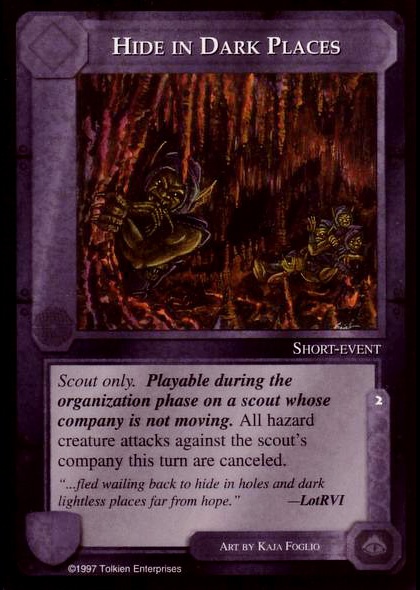 HIDE IN DARK PLACES
SHORT-EVENT
Scout only. Playable during the
organization phase on a scout whose
company is not moving. All hazard
creature attacks against the scout's
company this turn are canceled.
2
“...fled wailing back to hide in holes and dark
lightless places far from hope.” —LotRVI
ART BY KAJA FOGLIO
©1997 Tolkien Enterprises